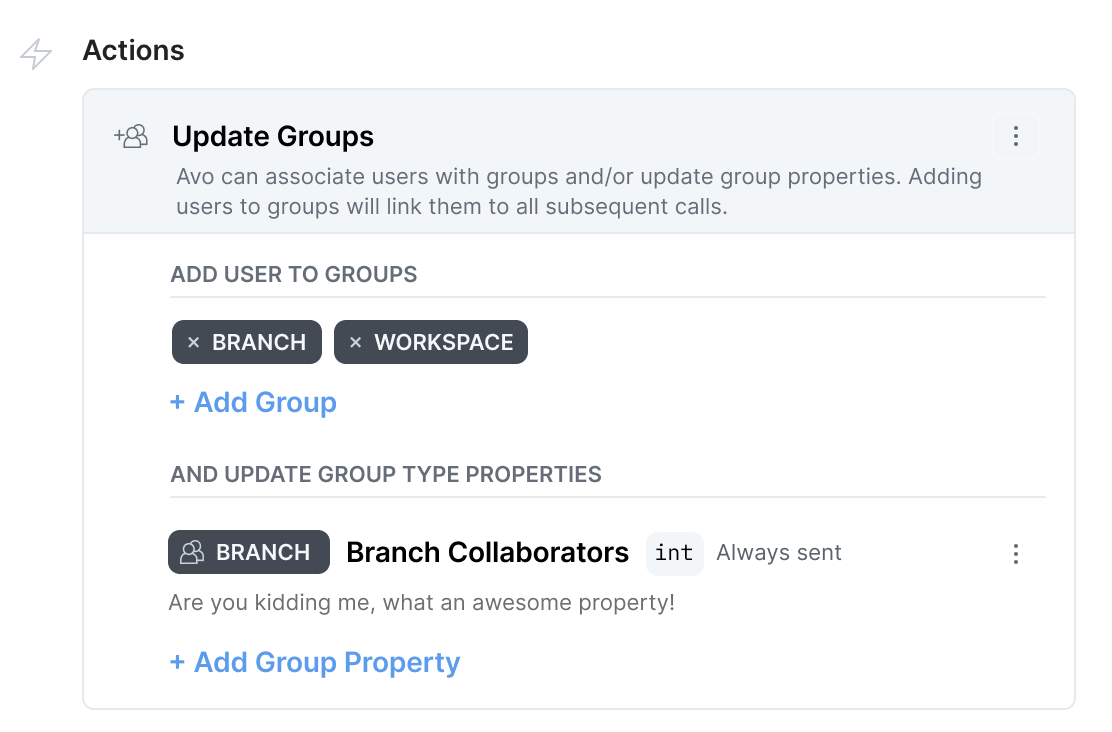 Actions
Update Groups
Avo can associate users with groups and/or update group properties. Adding
users to groups will link them to all subsequent calls.
ADD USER TO GROUPS
× BRANCH × WORKSPACE
+ Add Group
AND UPDATE GROUP TYPE PROPERTIES
BRANCH Branch Collaborators int Always sent
Are you kidding me, what an awesome property!
+ Add Group Property